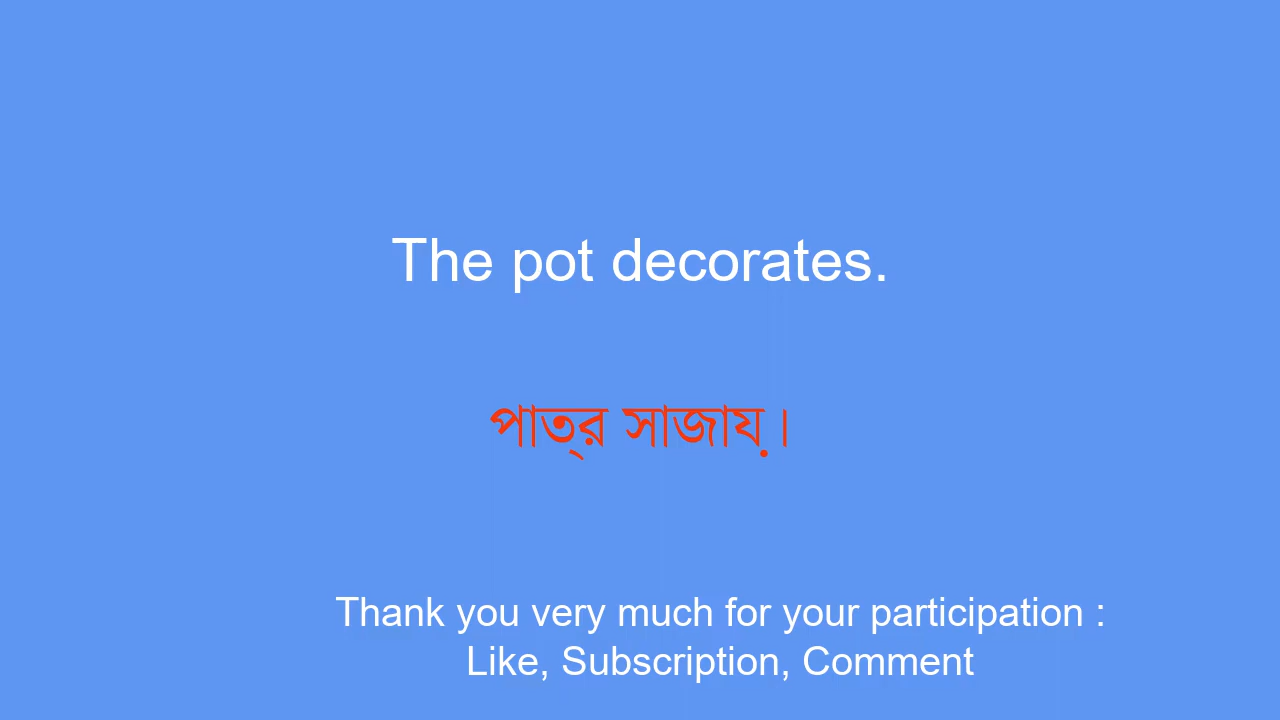 The pot decorates.
পাত্র সাজায়।
Thank you very much for your participation :
Like, Subscription, Comment